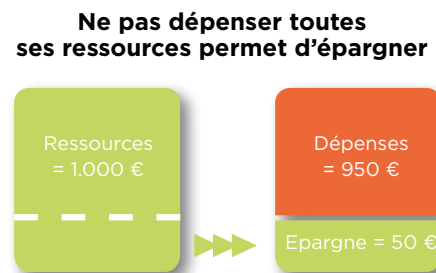 Ne pas dépenser toutes
ses ressources permet d’épargner
Ressources
= 1.000 €
Dépenses
= 950 €
Epargne = 50 €